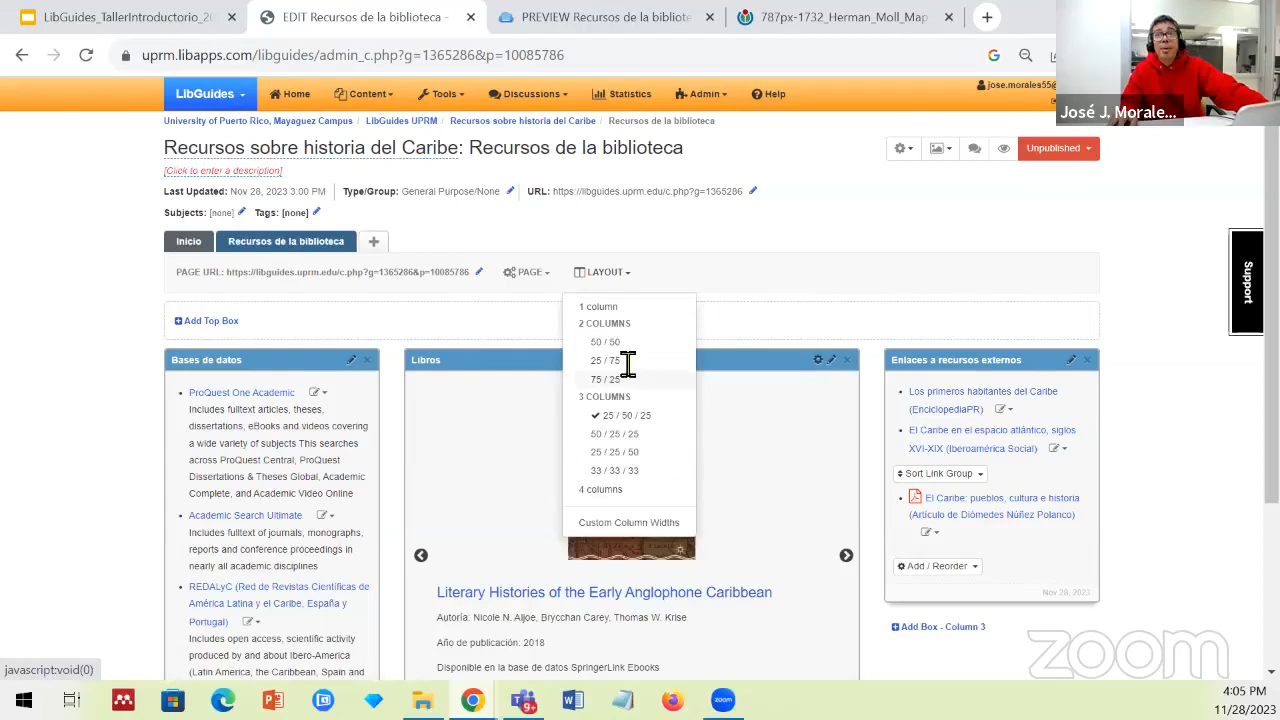 LibGuides_TallerIntroductorio_20
EDIT Recursos de la biblioteca -
PREVIEW Recursos de la bibliote
787px-1732_Herman_Moll_Map_
uprm.libapps.com/libguides/admin_c.php?g=1365286&p=10085786
José J. Morale...
LibGuides
Home
Content
Tools
Discussions
Statistics
Admin
Help
jose.morales55@
University of Puerto Rico, Mayaguez Campus / LibGuides UPRM / Recursos sobre historia del Caribe / Recursos de la biblioteca
Recursos sobre historia del Caribe: Recursos de la biblioteca
Unpublished
[Click to enter a description]
Last Updated: Nov 28, 2023 3:00 PM
Type/Group: General Purpose/None
URL: https://libguides.uprm.edu/c.php?g=1365286
Subjects: [none]
Tags: [none]
Inicio
Recursos de la biblioteca
PAGE URL: https://libguides.uprm.edu/c.php?g=1365286&p=10085786
PAGE
LAYOUT
1 column
2 COLUMNS
50 / 50
25 / 75
75 / 25
3 COLUMNS
25 / 50 / 25
50 / 25 / 25
25 / 25 / 50
33 / 33 / 33
4 columns
Custom Column Widths
Add Top Box
Bases de datos
ProQuest One Academic
Includes fulltext articles, theses,
dissertations, eBooks and videos covering
a wide variety of subjects This searches
across ProQuest Central, ProQuest
Dissertations & Theses Global, Academic
Complete, and Academic Video Online
Academic Search Ultimate
Includes fulltext of journals, monographs,
reports and conference proceedings in
nearly all academic disciplines
REDALyC (Red de Revistas Científicas de
América Latina y el Caribe, España y
Portugal)
Includes open access, scientific activity
produced by and about Ibero-America
(Latin America, the Caribbean, Spain and
Libros
Literary Histories of the Early Anglophone Caribbean
Autoría: Nicole N. Aljoe, Brycchan Carey, Thomas W. Krise
Año de publicación: 2018
Disponible en la base de datos SpringerLink Ebooks
Enlaces a recursos externos
Los primeros habitantes del Caribe
(EnciclopediaPR)
El Caribe en el espacio atlántico, siglos
XVI-XIX (Iberoamérica Social)
Sort Link Group
El Caribe: pueblos, cultura e historia
(Artículo de Diómedes Núñez Polanco)
Add / Reorder
Nov 28, 2023
Add Box - Column 3
Support
zoom
javascript:void(0)
zoom
4:05 PM
11/28/2023